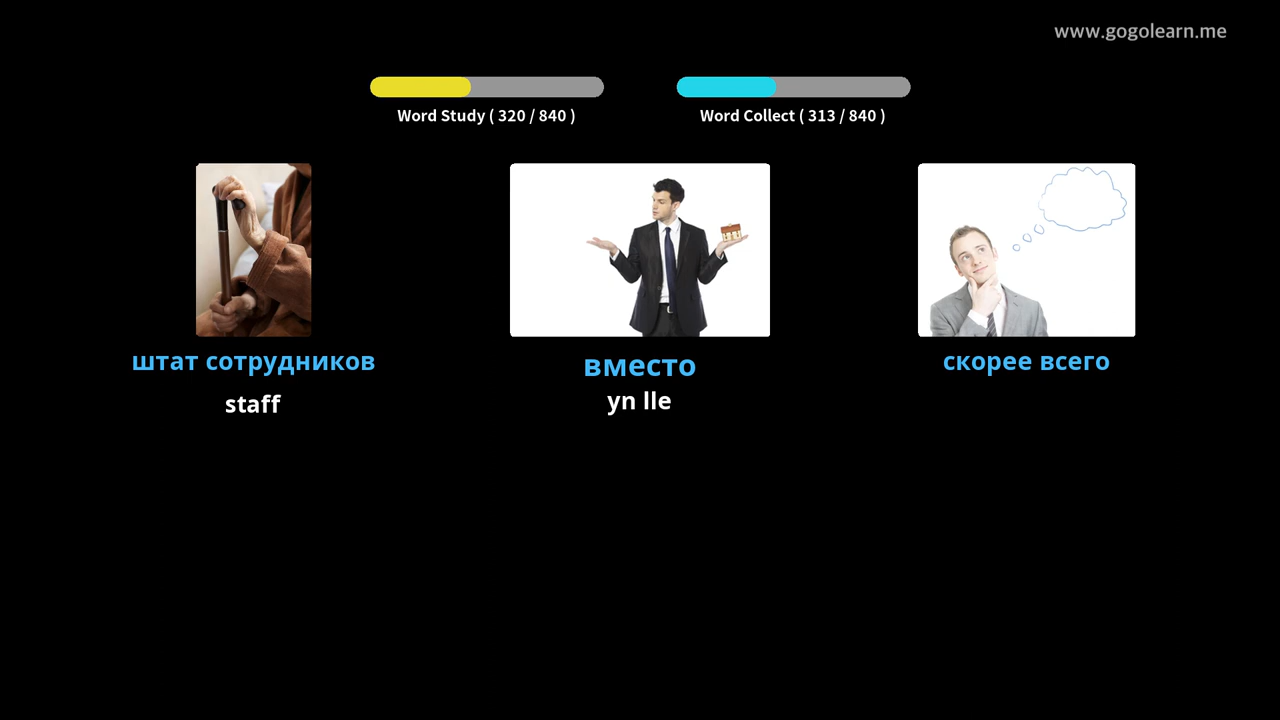 www.gogolearn.me
Word Study ( 320 / 840 )
Word Collect ( 313 / 840 )
штат сотрудников
staff
вместо
yn lle
скорее всего